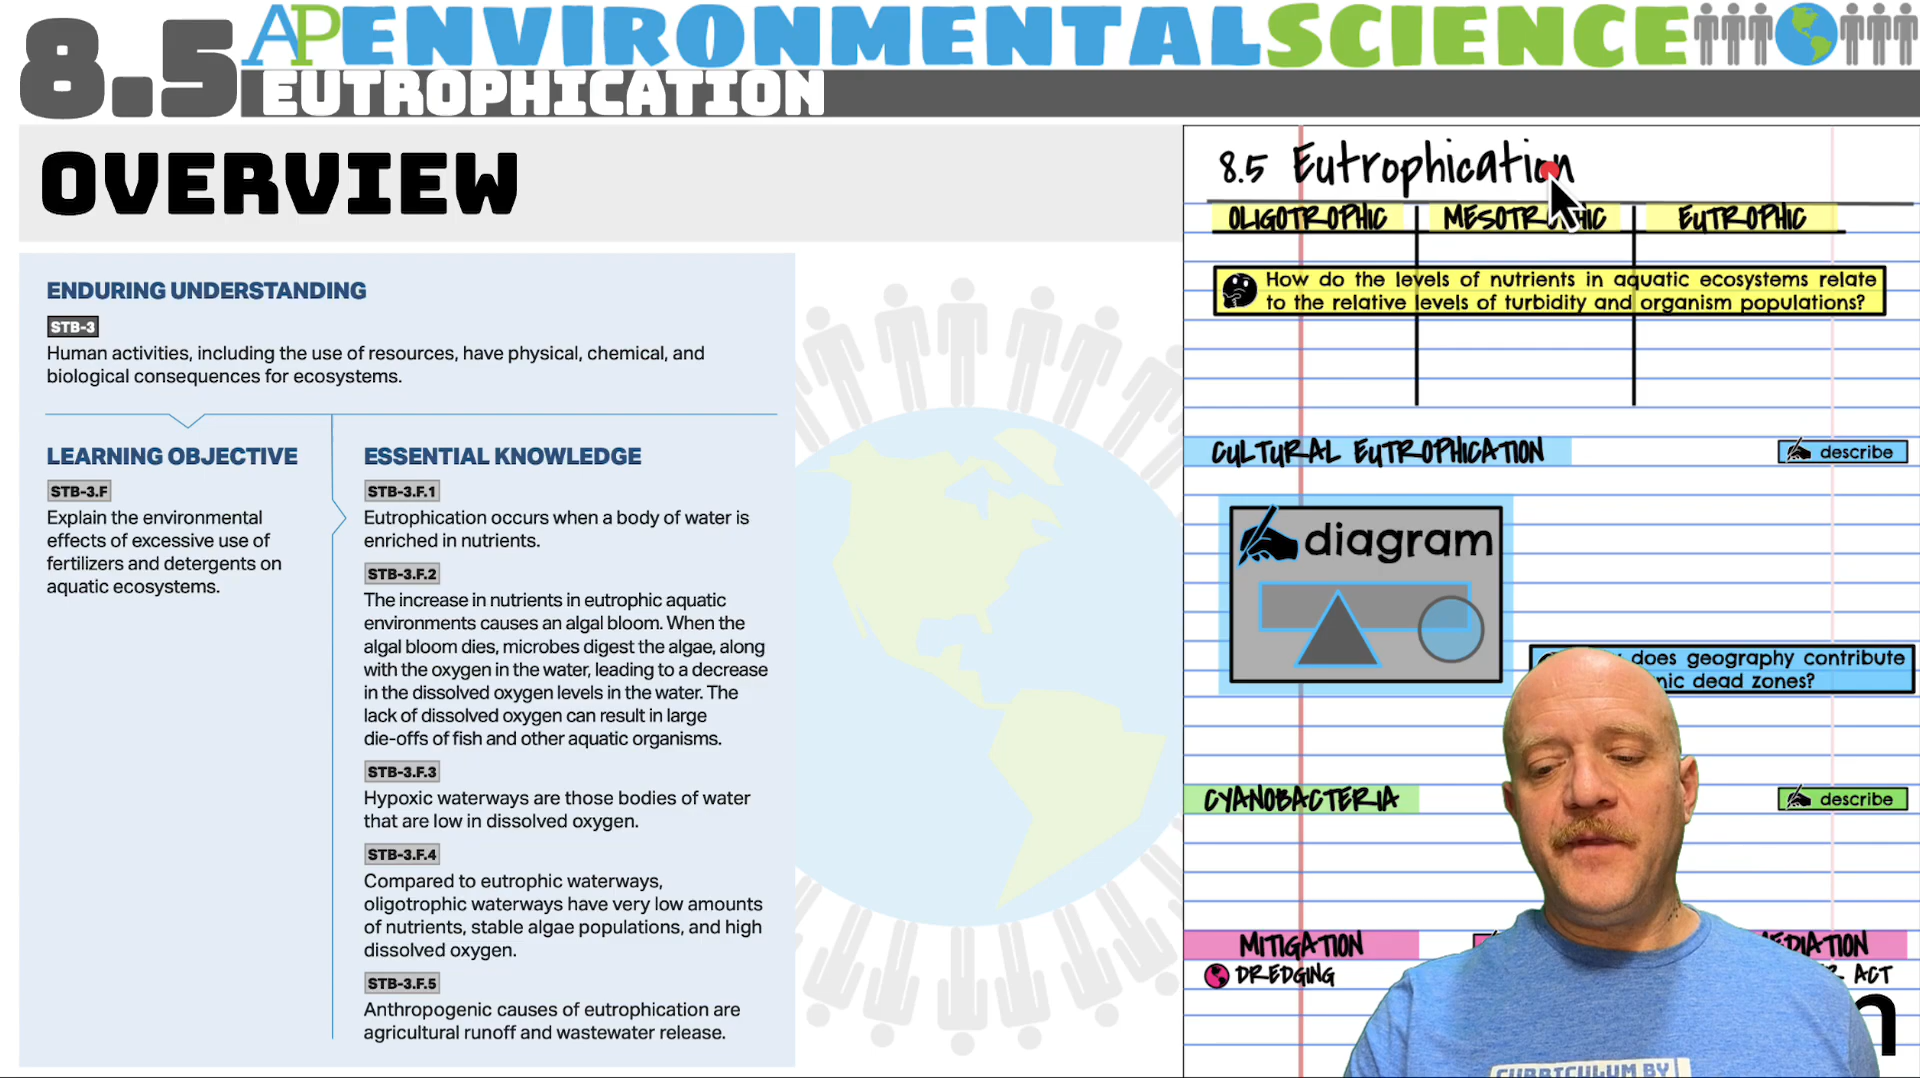 8.5
AP ENVIRONMENTAL SCIENCE
EUTROPHICATION
OVERVIEW
ENDURING UNDERSTANDING
STB-3
Human activities, including the use of resources, have physical, chemical, and
biological consequences for ecosystems.
LEARNING OBJECTIVE
STB-3.F
Explain the environmental
effects of excessive use of
fertilizers and detergents on
aquatic ecosystems.
ESSENTIAL KNOWLEDGE
STB-3.F.1
Eutrophication occurs when a body of water is
enriched in nutrients.
STB-3.F.2
The increase in nutrients in eutrophic aquatic
environments causes an algal bloom. When the
algal bloom dies, microbes digest the algae, along
with the oxygen in the water, leading to a decrease
in the dissolved oxygen levels in the water. The
lack of dissolved oxygen can result in large
die-offs of fish and other aquatic organisms.
STB-3.F.3
Hypoxic waterways are those bodies of water
that are low in dissolved oxygen.
STB-3.F.4
Compared to eutrophic waterways,
oligotrophic waterways have very low amounts
of nutrients, stable algae populations, and high
dissolved oxygen.
STB-3.F.5
Anthropogenic causes of eutrophication are
agricultural runoff and wastewater release.
8.5 Eutrophication
OLIGOTROPHIC MESOTROPHIC EUTROPHIC
How do the levels of nutrients in aquatic ecosystems relate
to the relative levels of turbidity and organism populations?
CULTURAL EUTROPHICATION describe
diagram
does geography contribute
dead zones?
CYANOBACTERIA describe
MITIGATION
DREDGING ACT
CURRICULUM BY